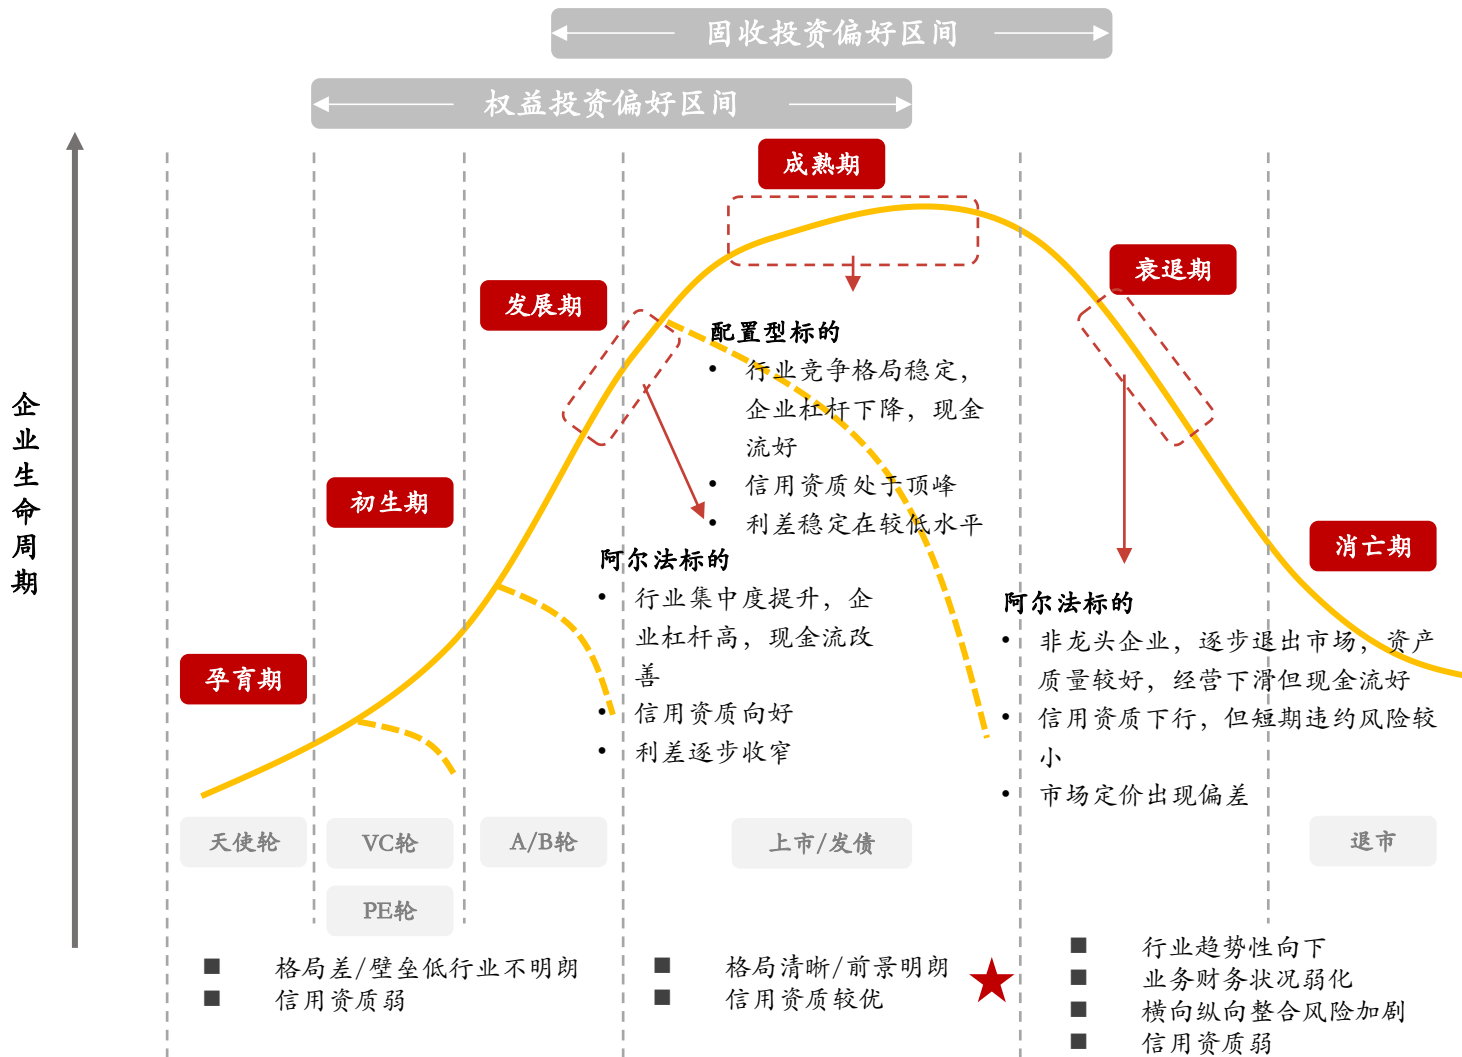 固收投资偏好区间
权益投资偏好区间
企业生命周期
成熟期
衰退期
发展期
初生期
消亡期
孕育期
配置型标的
• 行业竞争格局稳定，
企业杠杆下降，现金
流好
• 信用资质处于顶峰
• 利差稳定在较低水平
阿尔法标的
• 行业集中度提升，企
业杠杆高，现金流改
善
• 信用资质向好
• 利差逐步收窄
阿尔法标的
• 非龙头企业，逐步退出市场，资产
质量较好，经营下滑但现金流好
• 信用资质下行，但短期违约风险较
小
• 市场定价出现偏差
天使轮
VC轮
PE轮
A/B轮
上市/发债
退市
■ 格局差/壁垒低行业不明朗
■ 信用资质弱
■ 格局清晰/前景明朗
■ 信用资质较优
■ 行业趋势性向下
■ 业务财务状况弱化
■ 横向纵向整合风险加剧
■ 信用资质弱